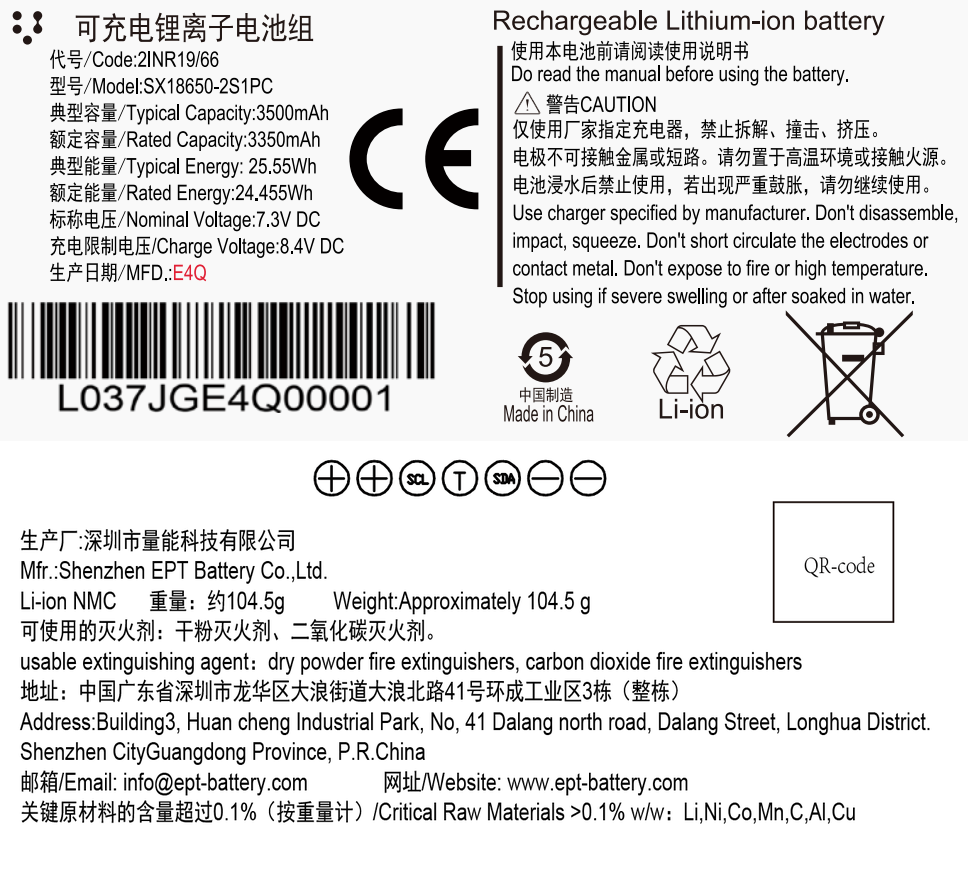 可充电锂离子电池组
代号/Code:2INR19/66
型号/Model:SX18650-2S1PC
典型容量/Typical Capacity:3500mAh
额定容量/Rated Capacity:3350mAh
典型能量/Typical Energy: 25.55Wh
额定能量/Rated Energy:24.455Wh
标称电压/Nominal Voltage:7.3V DC
充电限制电压/Charge Voltage:8.4V DC
生产日期/MFD.:E4Q
CE
L037JGE4Q00001
Rechargeable Lithium-ion battery
使用本电池前请阅读使用说明书
Do read the manual before using the battery.
⚠ 警告CAUTION
仅使用厂家指定充电器，禁止拆解、撞击、挤压。
电极不可接触金属或短路。请勿置于高温环境或接触火源。
电池浸水后禁止使用，若出现严重鼓胀，请勿继续使用。
Use charger specified by manufacturer. Don't disassemble,
impact, squeeze. Don't short circulate the electrodes or
contact metal. Don't expose to fire or high temperature.
Stop using if severe swelling or after soaked in water.
5
中国制造
Made in China
Li-ion
+ + SCL T SDA − −
QR-code
生产厂:深圳市量能科技有限公司
Mfr.:Shenzhen EPT Battery Co.,Ltd.
Li-ion NMC 重量：约104.5g Weight:Approximately 104.5 g
可使用的灭火剂：干粉灭火剂、二氧化碳灭火剂。
usable extinguishing agent：dry powder fire extinguishers, carbon dioxide fire extinguishers
地址：中国广东省深圳市龙华区大浪街道大浪北路41号环成工业区3栋（整栋）
Address:Building3, Huan cheng Industrial Park, No, 41 Dalang north road, Dalang Street, Longhua District.
Shenzhen CityGuangdong Province, P.R.China
邮箱/Email: info@ept-battery.com 网址/Website: www.ept-battery.com
关键原材料的含量超过0.1%（按重量计）/Critical Raw Materials >0.1% w/w：Li,Ni,Co,Mn,C,Al,Cu